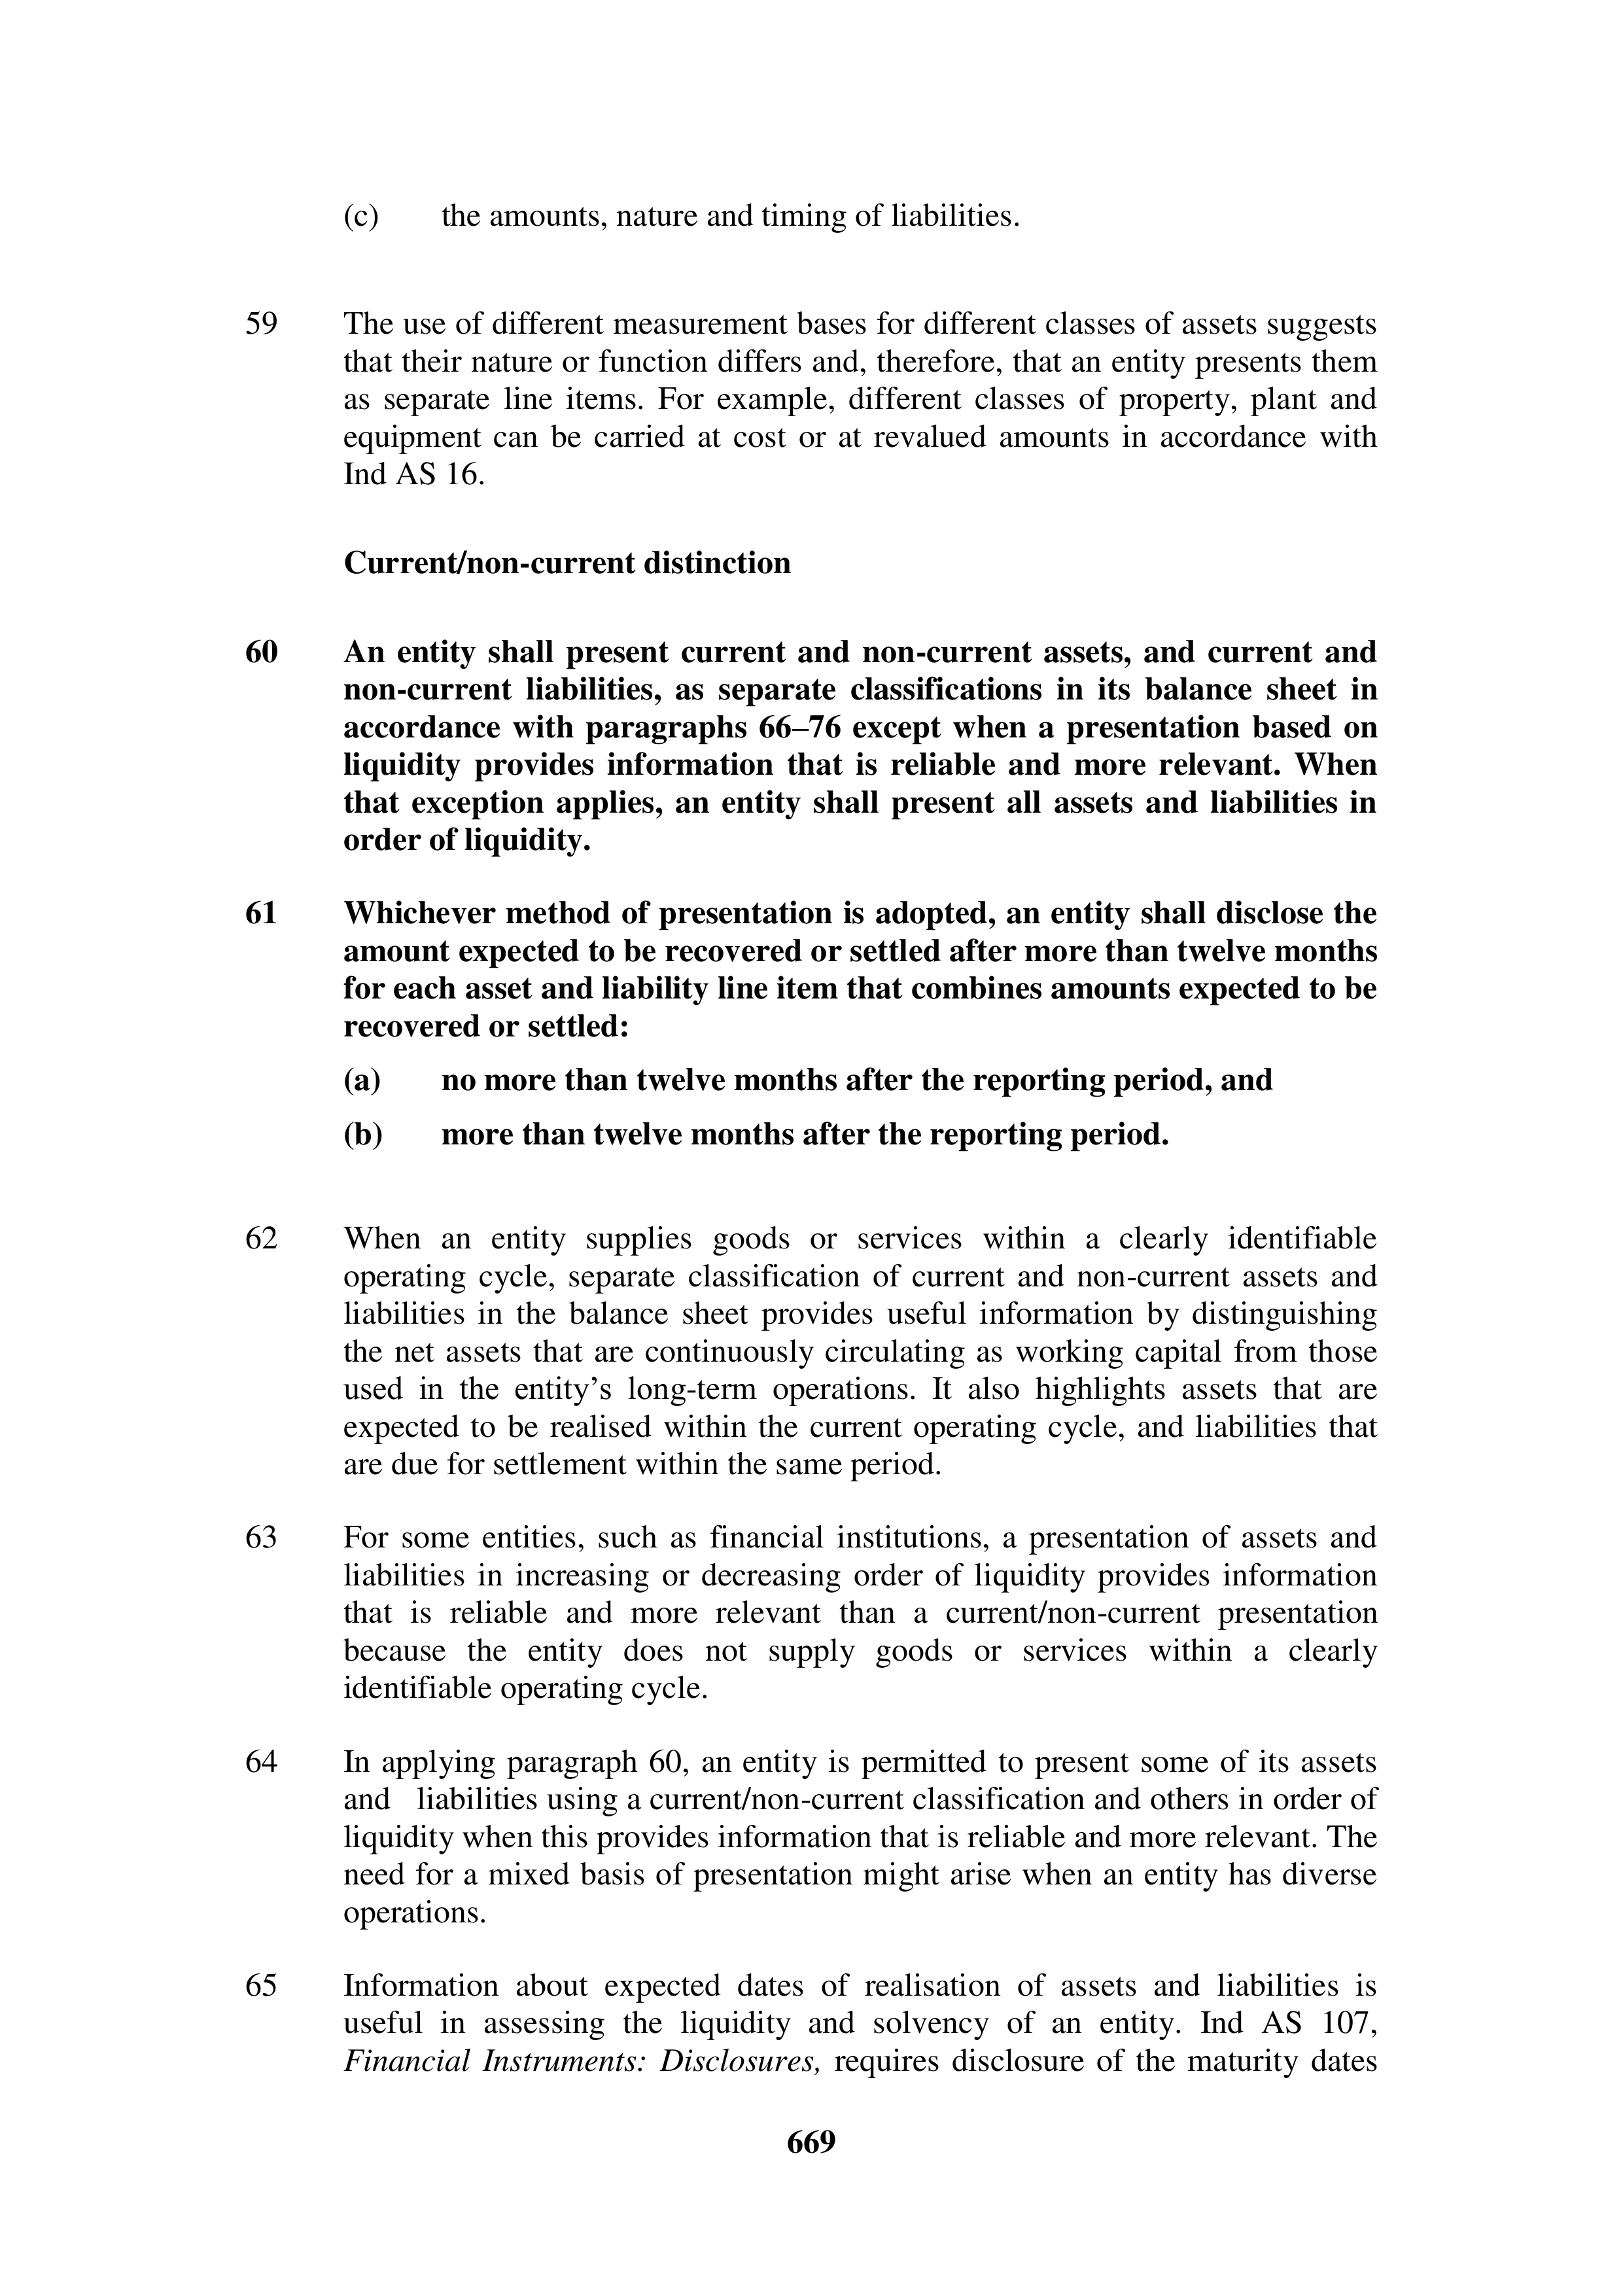 (c) the amounts, nature and timing of liabilities.
59 The use of different measurement bases for different classes of assets suggests
that their nature or function differs and, therefore, that an entity presents them
as separate line items. For example, different classes of property, plant and
equipment can be carried at cost or at revalued amounts in accordance with
Ind AS 16.
Current/non-current distinction
60 An entity shall present current and non-current assets, and current and
non-current liabilities, as separate classifications in its balance sheet in
accordance with paragraphs 66–76 except when a presentation based on
liquidity provides information that is reliable and more relevant. When
that exception applies, an entity shall present all assets and liabilities in
order of liquidity.
61 Whichever method of presentation is adopted, an entity shall disclose the
amount expected to be recovered or settled after more than twelve months
for each asset and liability line item that combines amounts expected to be
recovered or settled:
(a) no more than twelve months after the reporting period, and
(b) more than twelve months after the reporting period.
62 When an entity supplies goods or services within a clearly identifiable
operating cycle, separate classification of current and non-current assets and
liabilities in the balance sheet provides useful information by distinguishing
the net assets that are continuously circulating as working capital from those
used in the entity’s long-term operations. It also highlights assets that are
expected to be realised within the current operating cycle, and liabilities that
are due for settlement within the same period.
63 For some entities, such as financial institutions, a presentation of assets and
liabilities in increasing or decreasing order of liquidity provides information
that is reliable and more relevant than a current/non-current presentation
because the entity does not supply goods or services within a clearly
identifiable operating cycle.
64 In applying paragraph 60, an entity is permitted to present some of its assets
and liabilities using a current/non-current classification and others in order of
liquidity when this provides information that is reliable and more relevant. The
need for a mixed basis of presentation might arise when an entity has diverse
operations.
65 Information about expected dates of realisation of assets and liabilities is
useful in assessing the liquidity and solvency of an entity. Ind AS 107,
Financial Instruments: Disclosures, requires disclosure of the maturity dates
669